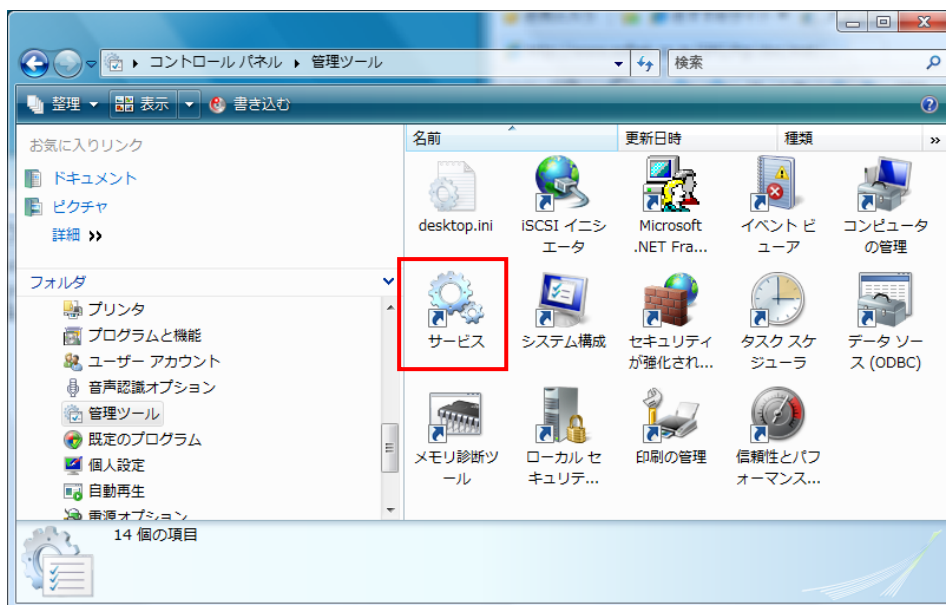 コントロール パネル ▶ 管理ツール
検索
整理 表示 書き込む
お気に入りリンク
ドキュメント
ピクチャ
詳細 »
フォルダ
プリンタ
プログラムと機能
ユーザー アカウント
音声認識オプション
管理ツール
既定のプログラム
個人設定
自動再生
電源オプション
名前 更新日時 種類 »
desktop.ini
iSCSI イニシ
エータ
Microsoft
.NET Fra...
イベント ビ
ューア
コンピュータ
の管理
サービス
システム構成
セキュリティ
が強化され...
タスク スケ
ジューラ
データ ソー
ス (ODBC)
メモリ診断ツ
ール
ローカル セ
キュリテ...
印刷の管理
信頼性とパフ
ォーマンス...
14 個の項目